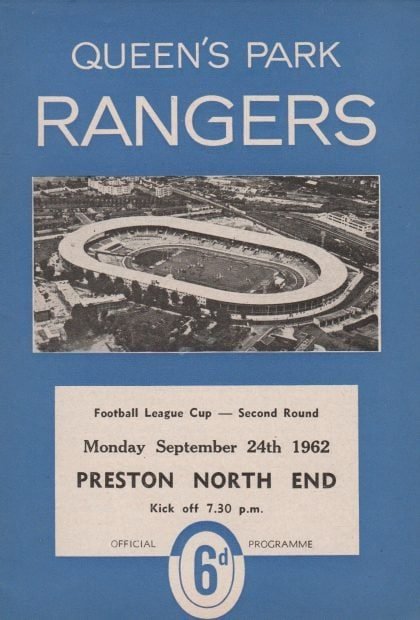 QUEEN'S PARK
RANGERS
Football League Cup — Second Round
Monday September 24th 1962
PRESTON NORTH END
Kick off 7.30 p.m.
OFFICIAL PROGRAMME
6d